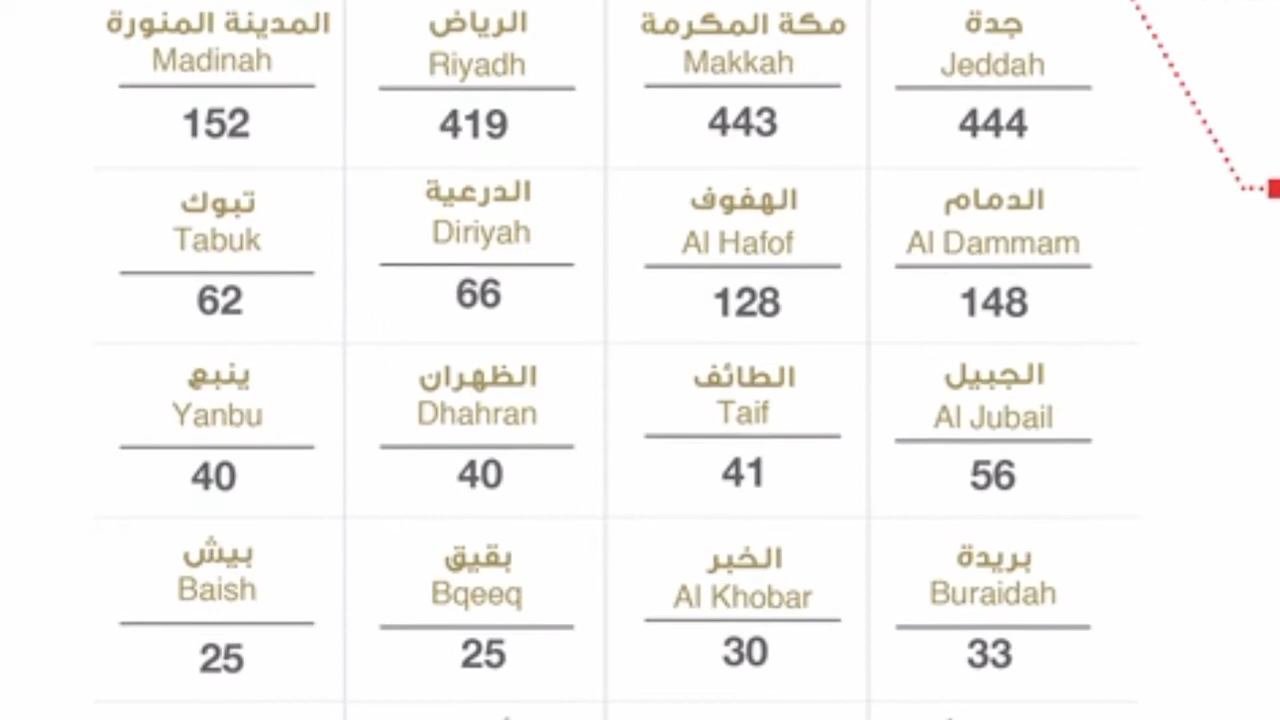 جدة
Jeddah
444
مكة المكرمة
Makkah
443
الرياض
Riyadh
419
المدينة المنورة
Madinah
152
الدمام
Al Dammam
148
الهفوف
Al Hafof
128
الدرعية
Diriyah
66
تبوك
Tabuk
62
الجبيل
Al Jubail
56
الطائف
Taif
41
الظهران
Dhahran
40
ينبع
Yanbu
40
بريدة
Buraidah
33
الخبر
Al Khobar
30
بقيق
Bqeeq
25
بيش
Baish
25